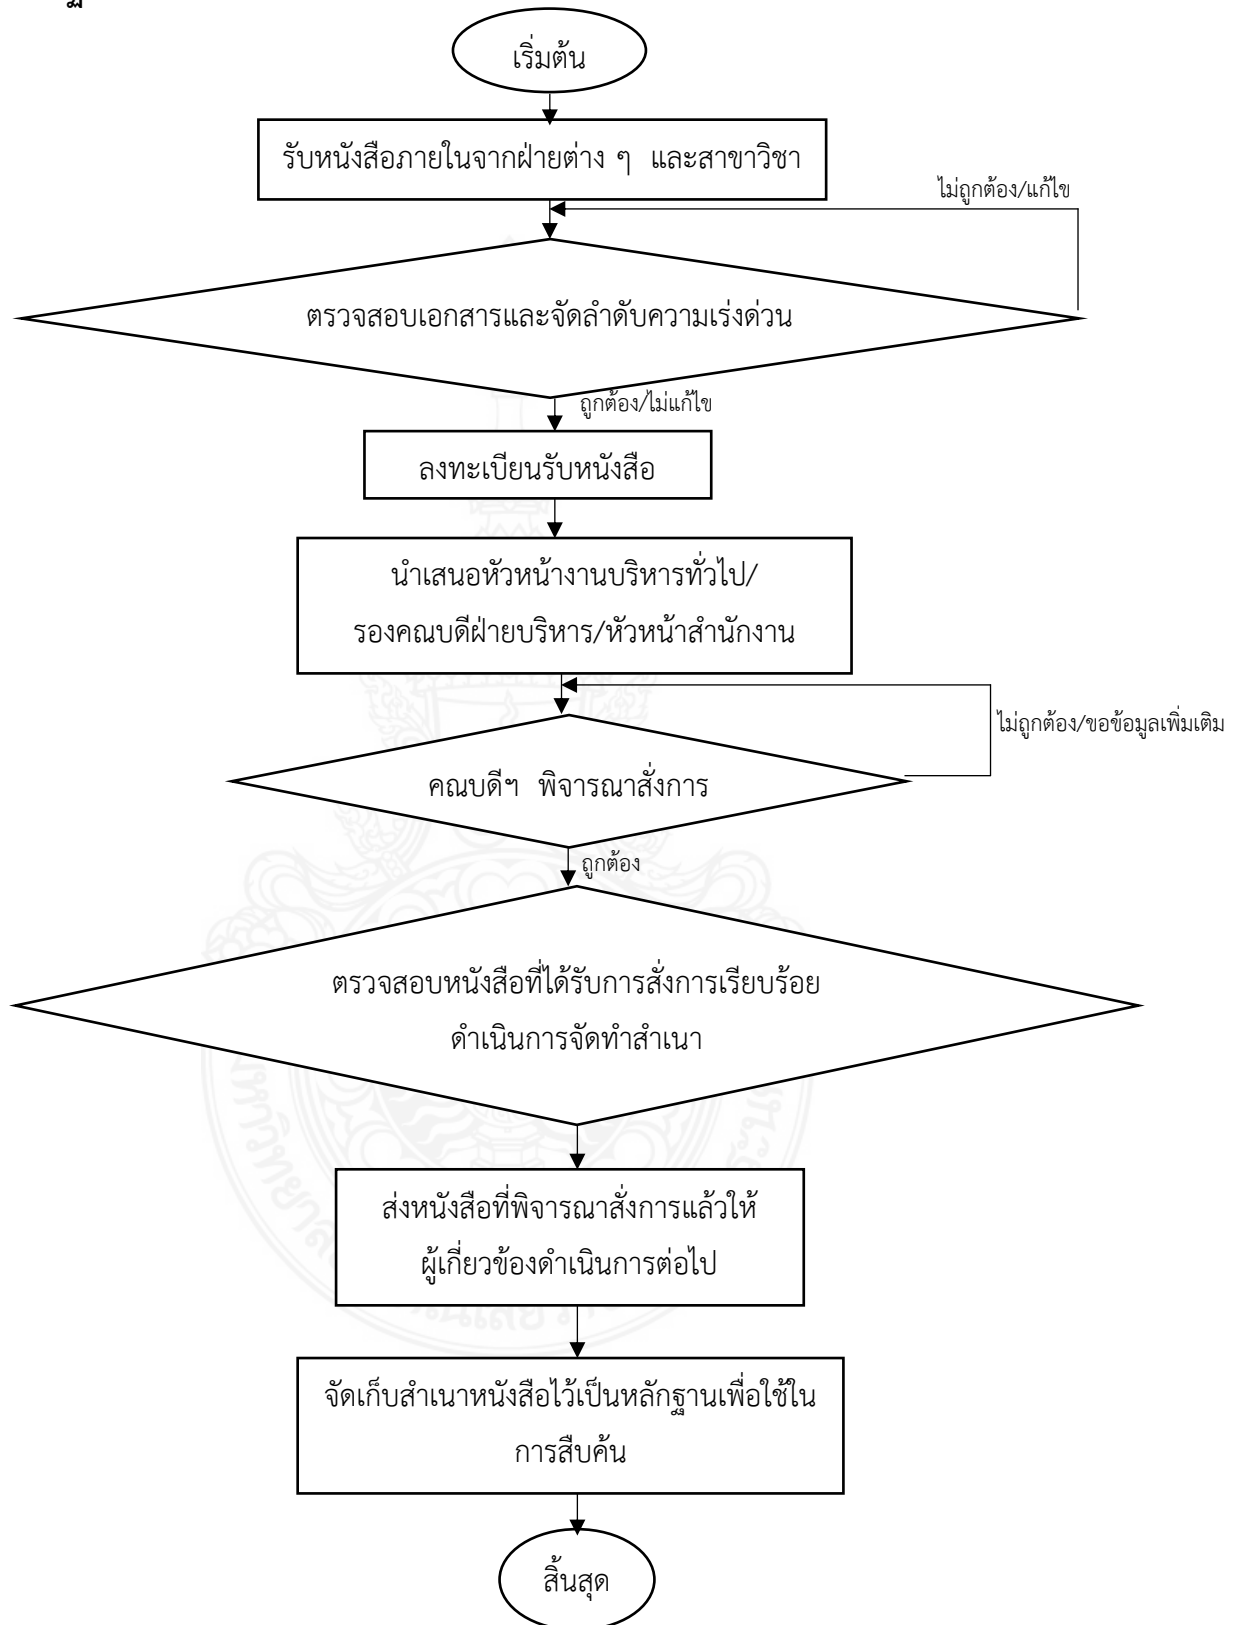 เริ่มต้น
รับหนังสือภายในจากฝ่ายต่าง ๆ และสาขาวิชา
ไม่ถูกต้อง/แก้ไข
ตรวจสอบเอกสารและจัดลำดับความเร่งด่วน
ถูกต้อง/ไม่แก้ไข
ลงทะเบียนรับหนังสือ
นำเสนอหัวหน้างานบริหารทั่วไป/
รองคณบดีฝ่ายบริหาร/หัวหน้าสำนักงาน
ไม่ถูกต้อง/ขอข้อมูลเพิ่มเติม
คณบดีฯ พิจารณาสั่งการ
ถูกต้อง
ตรวจสอบหนังสือที่ได้รับการสั่งการเรียบร้อย
ดำเนินการจัดทำสำเนา
ส่งหนังสือที่พิจารณาสั่งการแล้วให้
ผู้เกี่ยวข้องดำเนินการต่อไป
จัดเก็บสำเนาหนังสือไว้เป็นหลักฐานเพื่อใช้ใน
การสืบค้น
สิ้นสุด